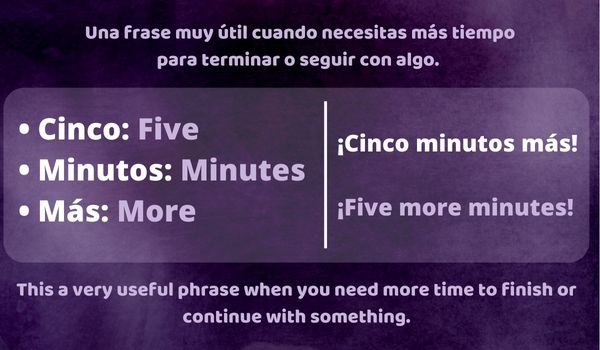 Una frase muy útil cuando necesitas más tiempo
para terminar o seguir con algo.
• Cinco: Five
• Minutos: Minutes
• Más: More
¡Cinco minutos más!
¡Five more minutes!
This a very useful phrase when you need more time to finish or
continue with something.